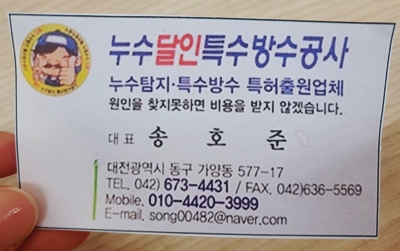 누수달인특수방수공사
누수탐지·특수방수 특허출원업체
원인을 찾지못하면 비용을 받지 않겠습니다.
대표 송 호 준
대전광역시 동구 가양동 577-17
TEL. 042) 673-4431 / FAX. 042)636-5569
Mobile. 010-4420-3999
E-mail. song00482@naver.com